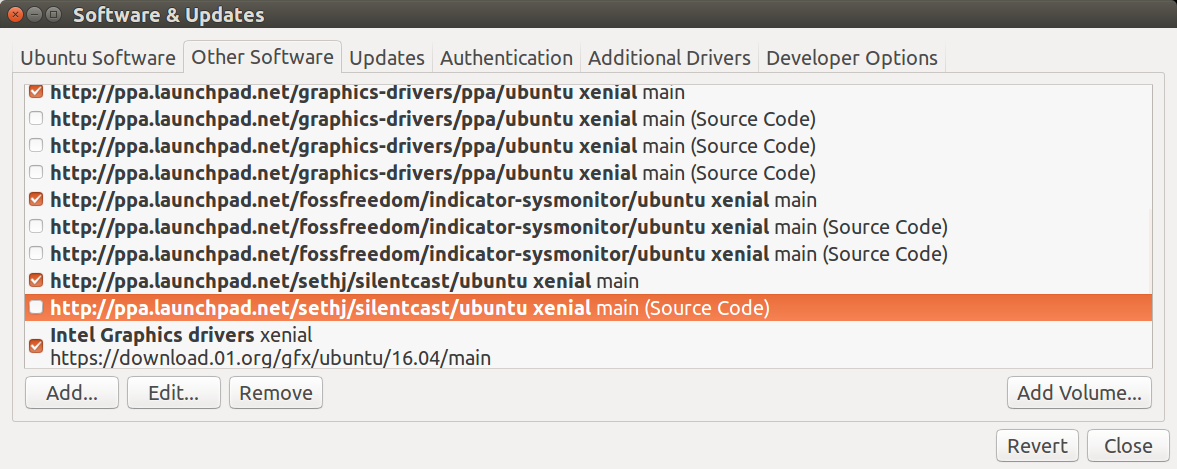 Software & Updates
Ubuntu Software Other Software Updates Authentication Additional Drivers Developer Options
http://ppa.launchpad.net/graphics-drivers/ppa/ubuntu xenial main
http://ppa.launchpad.net/graphics-drivers/ppa/ubuntu xenial main (Source Code)
http://ppa.launchpad.net/graphics-drivers/ppa/ubuntu xenial main (Source Code)
http://ppa.launchpad.net/graphics-drivers/ppa/ubuntu xenial main (Source Code)
http://ppa.launchpad.net/fossfreedom/indicator-sysmonitor/ubuntu xenial main
http://ppa.launchpad.net/fossfreedom/indicator-sysmonitor/ubuntu xenial main (Source Code)
http://ppa.launchpad.net/fossfreedom/indicator-sysmonitor/ubuntu xenial main (Source Code)
http://ppa.launchpad.net/sethj/silentcast/ubuntu xenial main
http://ppa.launchpad.net/sethj/silentcast/ubuntu xenial main (Source Code)
Intel Graphics drivers xenial
https://download.01.org/gfx/ubuntu/16.04/main
Add... Edit... Remove Add Volume...
Revert Close